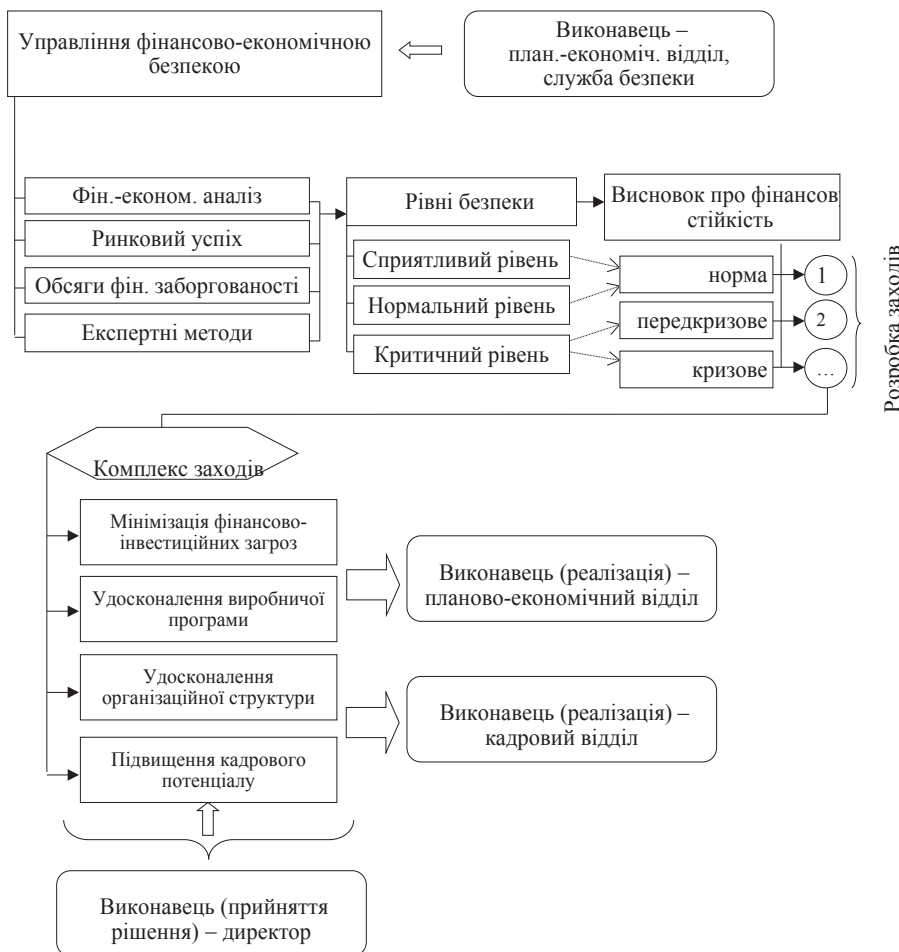 Управління фінансово-економічною
безпекою
Виконавець –
план.-економіч. відділ,
служба безпеки
Фін.-економ. аналіз
Ринковий успіх
Обсяги фін. заборгованості
Експертні методи
Рівні безпеки
Сприятливий рівень
Нормальний рівень
Критичний рівень
Висновок про фінансов
стійкість
норма
передкризове
кризове
1
2
...
Розробка заходів
Комплекс заходів
Мінімізація фінансово-
інвестиційних загроз
Удосконалення виробничої
програми
Удосконалення
організаційної структури
Підвищення кадрового
потенціалу
Виконавець (реалізація) –
планово-економічний відділ
Виконавець (реалізація) –
кадровий відділ
Виконавець (прийняття
рішення) – директор